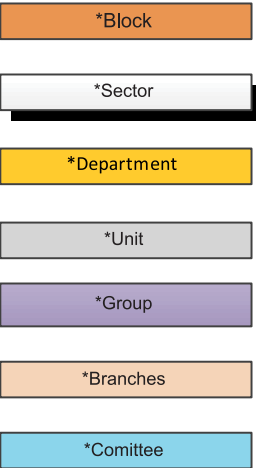 *Block
*Sector
*Department
*Unit
*Group
*Branches
*Comittee